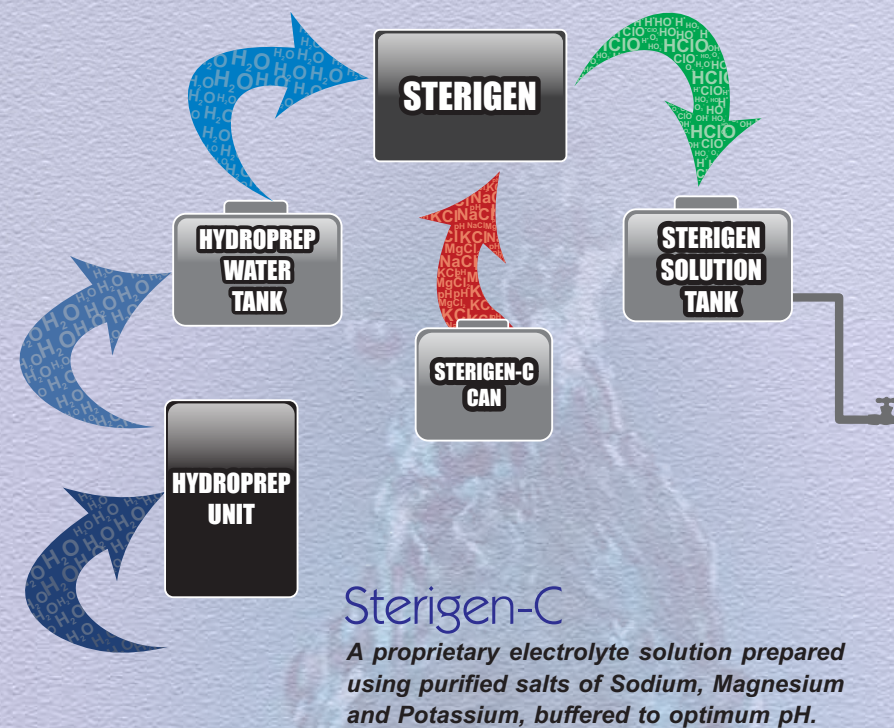 STERIGEN
HYDROPREP
WATER
TANK
STERIGEN
SOLUTION
TANK
STERIGEN-C
CAN
HYDROPREP
UNIT
Sterigen-C
A proprietary electrolyte solution prepared
using purified salts of Sodium, Magnesium
and Potassium, buffered to optimum pH.